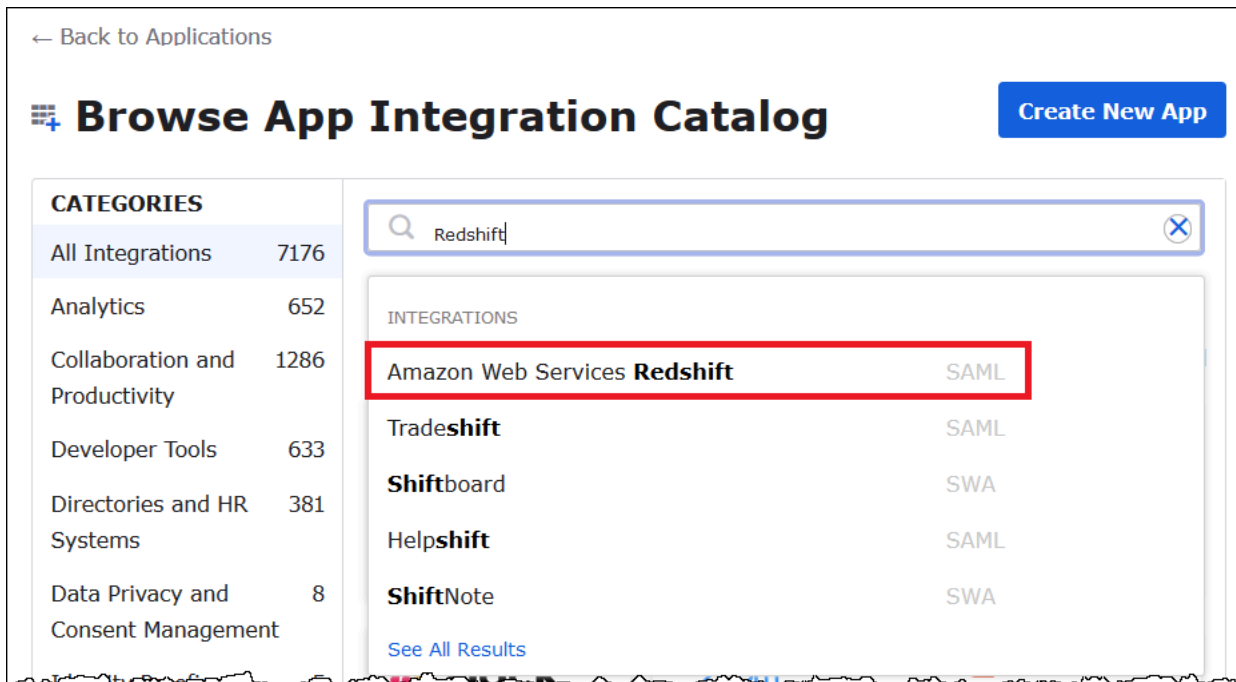 ← Back to Applications
Browse App Integration Catalog
Create New App
CATEGORIES
All Integrations 7176
Analytics 652
Collaboration and 1286
Productivity
Developer Tools 633
Directories and HR 381
Systems
Data Privacy and 8
Consent Management
Redshift
INTEGRATIONS
Amazon Web Services Redshift SAML
Tradeshift SAML
Shiftboard SWA
Helpshift SAML
ShiftNote SWA
See All Results